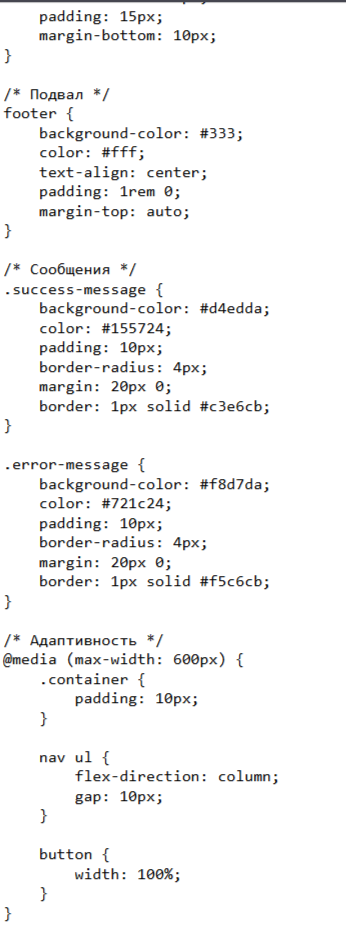 padding: 15px;
    margin-bottom: 10px;
}

/* Подвал */
footer {
    background-color: #333;
    color: #fff;
    text-align: center;
    padding: 1rem 0;
    margin-top: auto;
}

/* Сообщения */
.success-message {
    background-color: #d4edda;
    color: #155724;
    padding: 10px;
    border-radius: 4px;
    margin: 20px 0;
    border: 1px solid #c3e6cb;
}

.error-message {
    background-color: #f8d7da;
    color: #721c24;
    padding: 10px;
    border-radius: 4px;
    margin: 20px 0;
    border: 1px solid #f5c6cb;
}

/* Адаптивность */
@media (max-width: 600px) {
    .container {
        padding: 10px;
    }

    nav ul {
        flex-direction: column;
        gap: 10px;
    }

    button {
        width: 100%;
    }
}